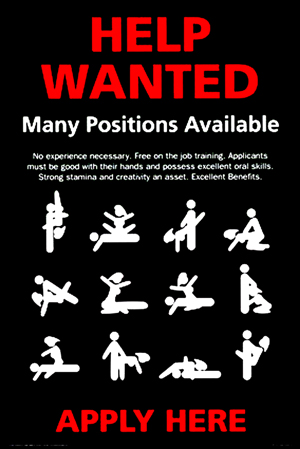 HELP
WANTED
Many Positions Available
No experience necessary. Free on the job training. Applicants
must be good with their hands and possess excellent oral skills.
Strong stamina and creativity an asset. Excellent Benefits.
APPLY HERE